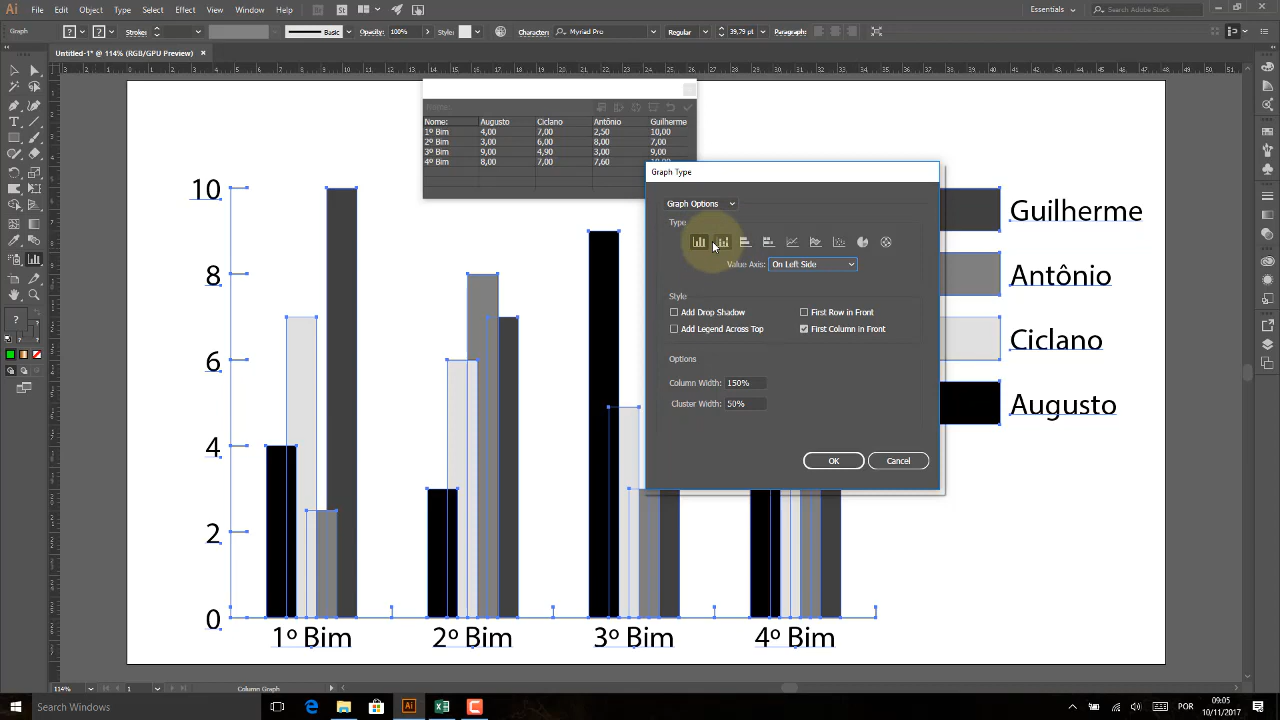 File Edit Object Type Select Effect View Window Help Br St Essentials Search Adobe Stock
Graph ? ? Stroke: Basic Opacity: 100% Style: Character: Myriad Pro Regular 39,79 pt Paragraph:
Untitled-1* @ 114% (RGB/GPU Preview) ×
Nome:
Nome: Augusto Ciclano Antônio Guilherme
1º Bim 4,00 7,00 2,50 10,00
2º Bim 3,00 6,00 8,00 7,00
3º Bim 9,00 4,90 3,00 9,00
4º Bim 8,00 7,00 7,60 10,00
Graph Type
Graph Options
Type
Value Axis: On Left Side
Style
Add Drop Shadow First Row in Front
Add Legend Across Top First Column in Front
Options
Column Width: 150%
Cluster Width: 50%
OK Cancel
Guilherme
Antônio
Ciclano
Augusto
10
8
6
4
2
0
1º Bim 2º Bim 3º Bim 4º Bim
114% 1 Column Graph
Search Windows POR 09:05
10/11/2017